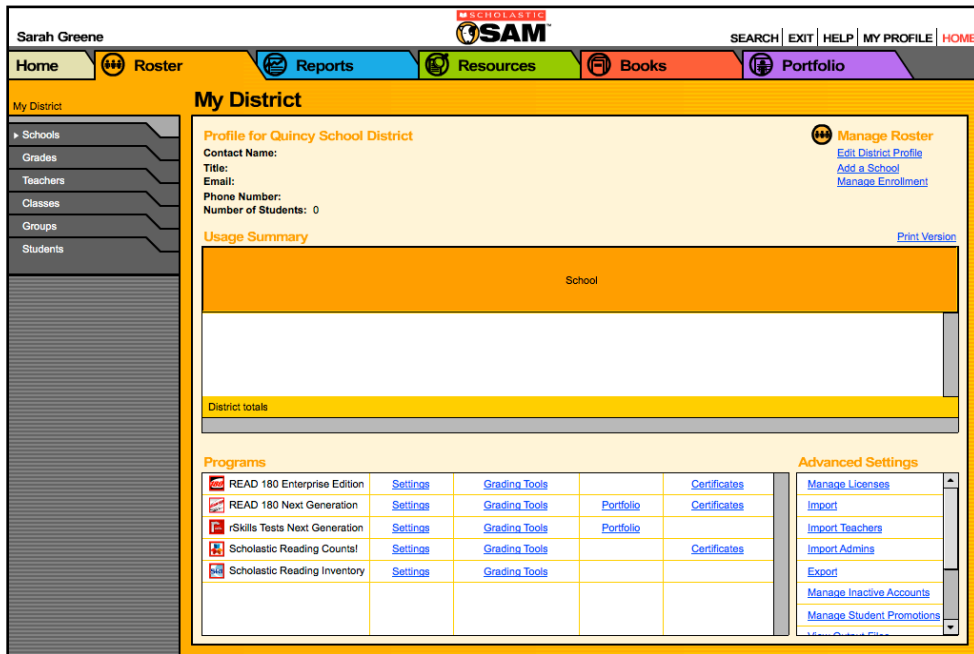 SCHOLASTIC
Sarah Greene
SAM™
SEARCH EXIT HELP MY PROFILE HOME
Home Roster Reports Resources Books Portfolio
My District
My District
Schools
Grades
Teachers
Classes
Groups
Students
Profile for Quincy School District
Contact Name:
Title:
Email:
Phone Number:
Number of Students: 0
Manage Roster
Edit District Profile
Add a School
Manage Enrollment
Usage Summary
Print Version
School
District totals
Programs
READ 180 Enterprise Edition Settings Grading Tools Certificates
READ 180 Next Generation Settings Grading Tools Portfolio Certificates
rSkills Tests Next Generation Settings Grading Tools Portfolio
Scholastic Reading Counts! Settings Grading Tools Certificates
Scholastic Reading Inventory Settings Grading Tools
Advanced Settings
Manage Licenses
Import
Import Teachers
Import Admins
Export
Manage Inactive Accounts
Manage Student Promotions
View Output Files